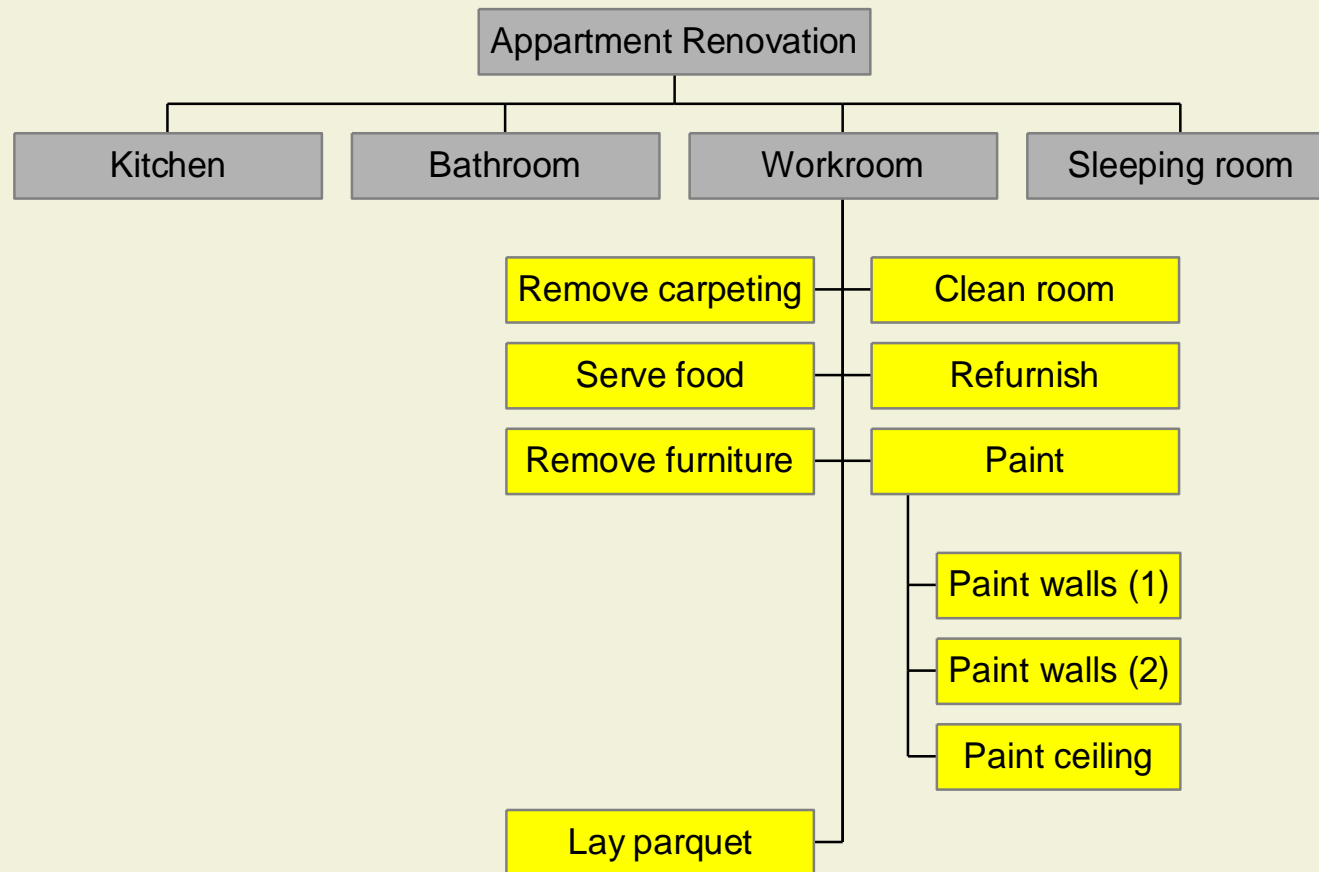 Appartment Renovation
Kitchen
Bathroom
Workroom
Sleeping room
Remove carpeting
Clean room
Serve food
Refurnish
Remove furniture
Paint
Paint walls (1)
Paint walls (2)
Paint ceiling
Lay parquet